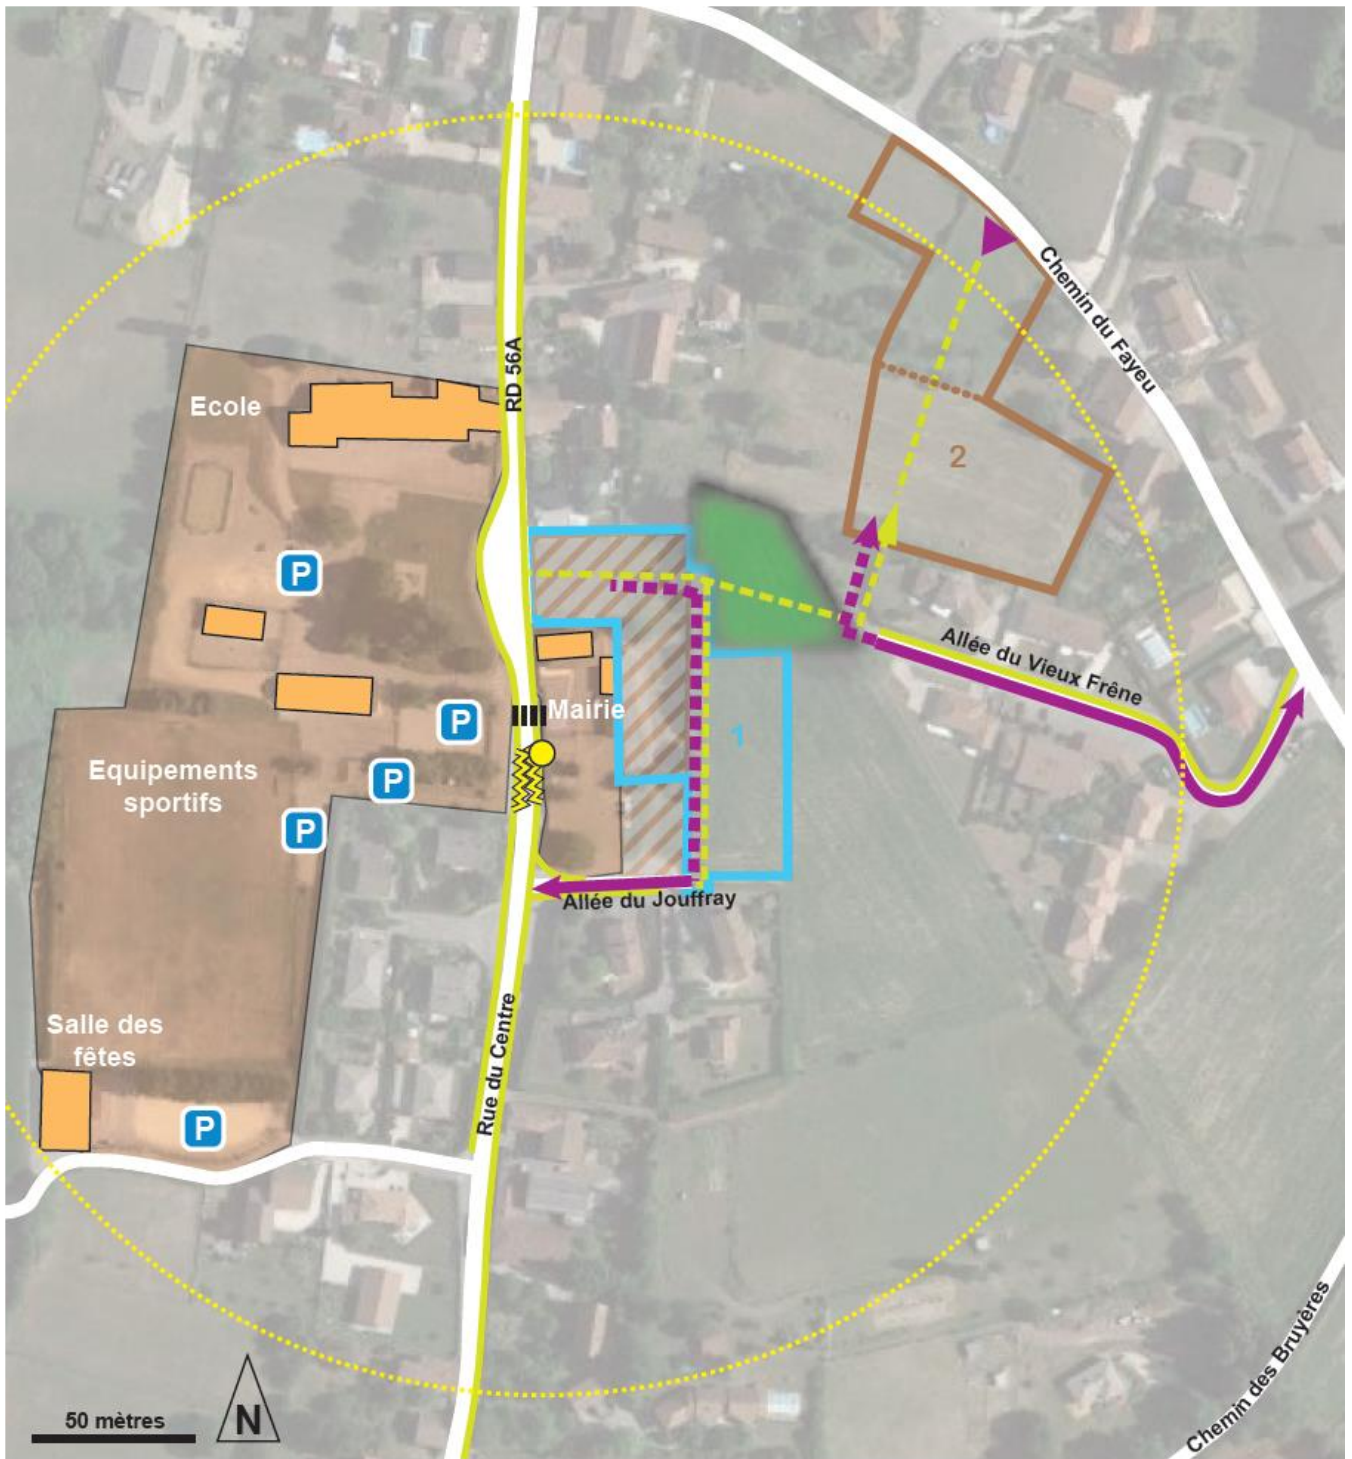 Chemin du Fayeu
RD 56A
Ecole
2
P
Allée du Vieux Frêne
Mairie
P
1
Equipements
sportifs
P
P
Allée du Jouffray
Salle des
fêtes
Rue du Centre
P
Chemin des Bruyères
50 mètres
N